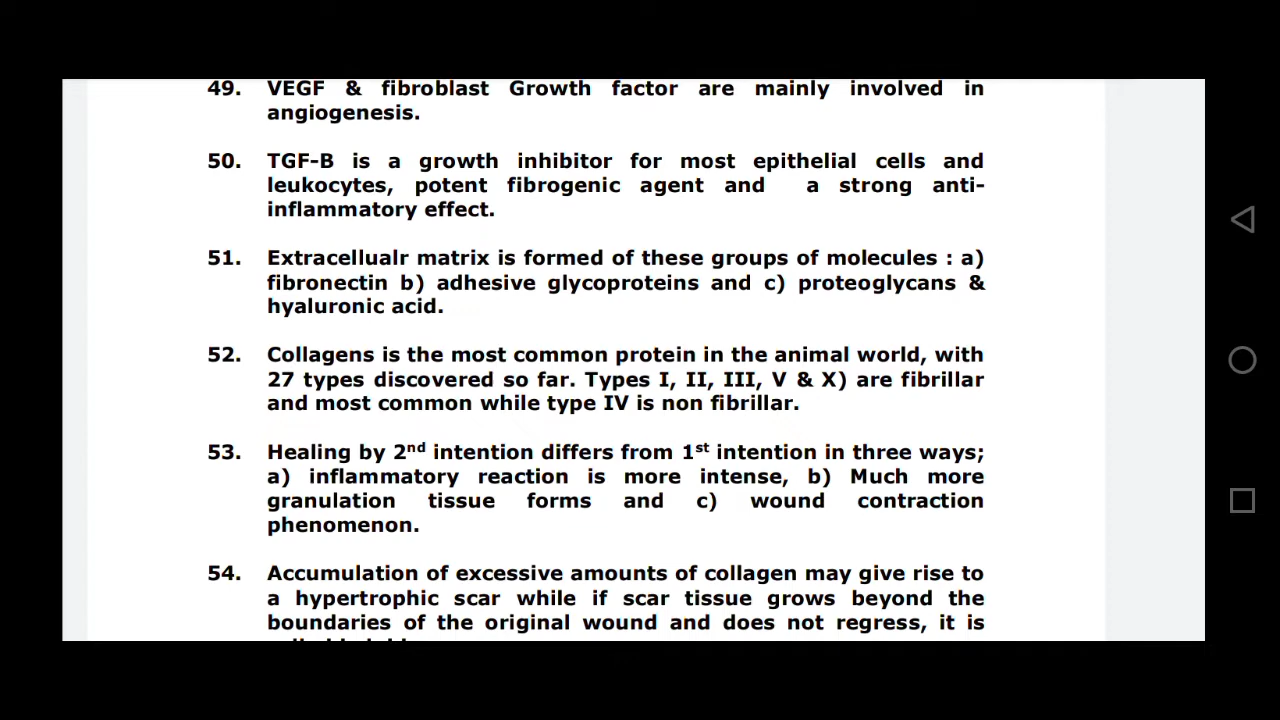 49. VEGF & fibroblast Growth factor are mainly involved in
angiogenesis.
50. TGF-B is a growth inhibitor for most epithelial cells and
leukocytes, potent fibrogenic agent and a strong anti-
inflammatory effect.
51. Extracellualr matrix is formed of these groups of molecules : a)
fibronectin b) adhesive glycoproteins and c) proteoglycans &
hyaluronic acid.
52. Collagens is the most common protein in the animal world, with
27 types discovered so far. Types I, II, III, V & X) are fibrillar
and most common while type IV is non fibrillar.
53. Healing by 2nd intention differs from 1st intention in three ways;
a) inflammatory reaction is more intense, b) Much more
granulation tissue forms and c) wound contraction
phenomenon.
54. Accumulation of excessive amounts of collagen may give rise to
a hypertrophic scar while if scar tissue grows beyond the
boundaries of the original wound and does not regress, it is